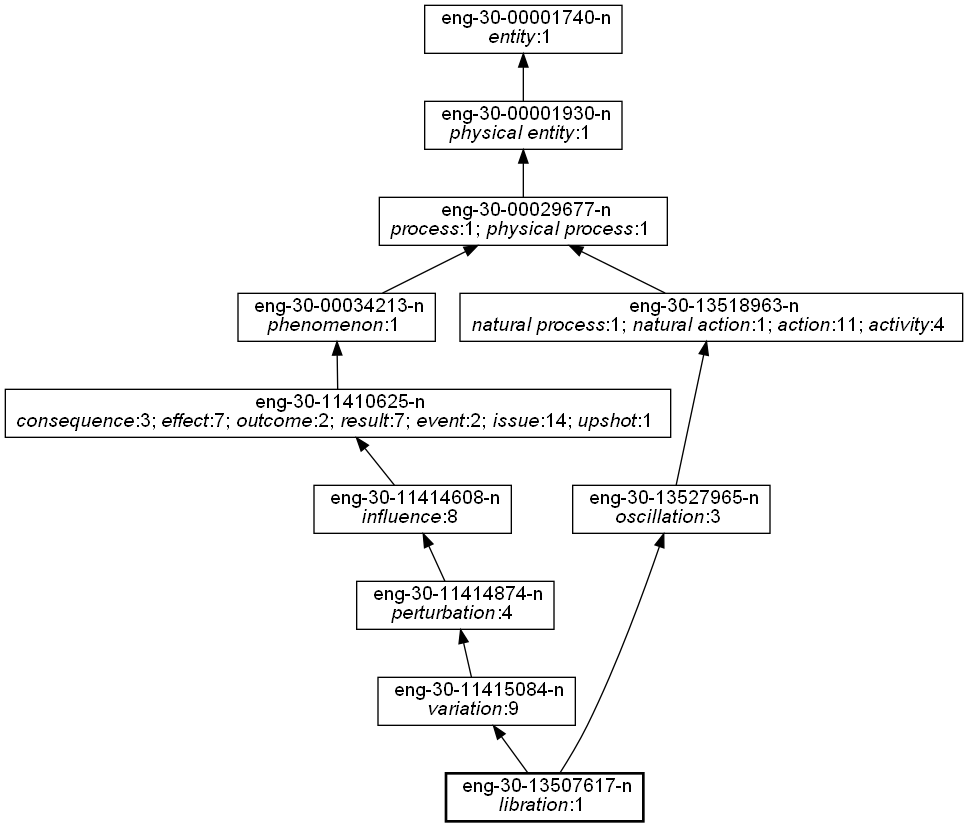 eng-30-00001740-n
entity:1
eng-30-00001930-n
physical entity:1
eng-30-00029677-n
process:1; physical process:1
eng-30-00034213-n
phenomenon:1
eng-30-13518963-n
natural process:1; natural action:1; action:11; activity:4
eng-30-11410625-n
consequence:3; effect:7; outcome:2; result:7; event:2; issue:14; upshot:1
eng-30-11414608-n
influence:8
eng-30-13527965-n
oscillation:3
eng-30-11414874-n
perturbation:4
eng-30-11415084-n
variation:9
eng-30-13507617-n
libration:1